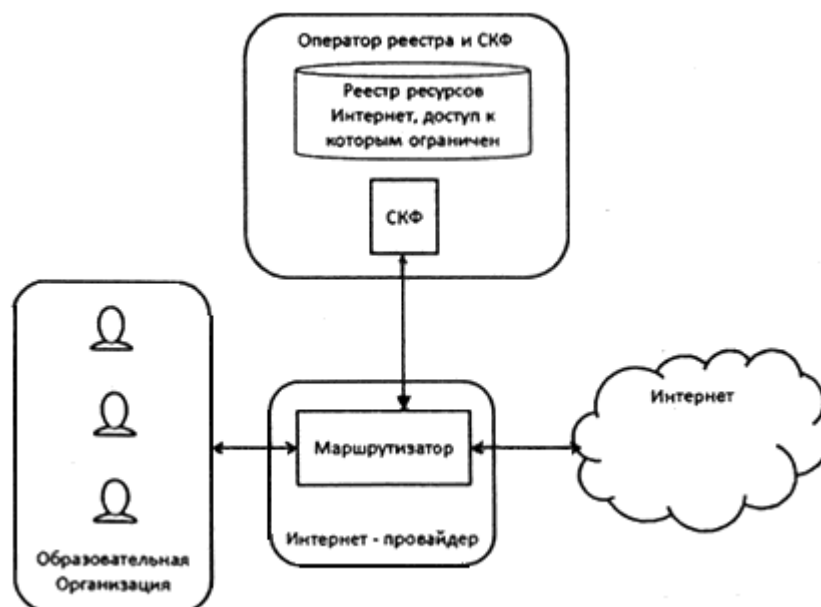 Оператор реестра и СКФ
Реестр ресурсов
Интернет, доступ к
которым ограничен
СКФ
Интернет
Маршрутизатор
Интернет - провайдер
Образовательная
Организация